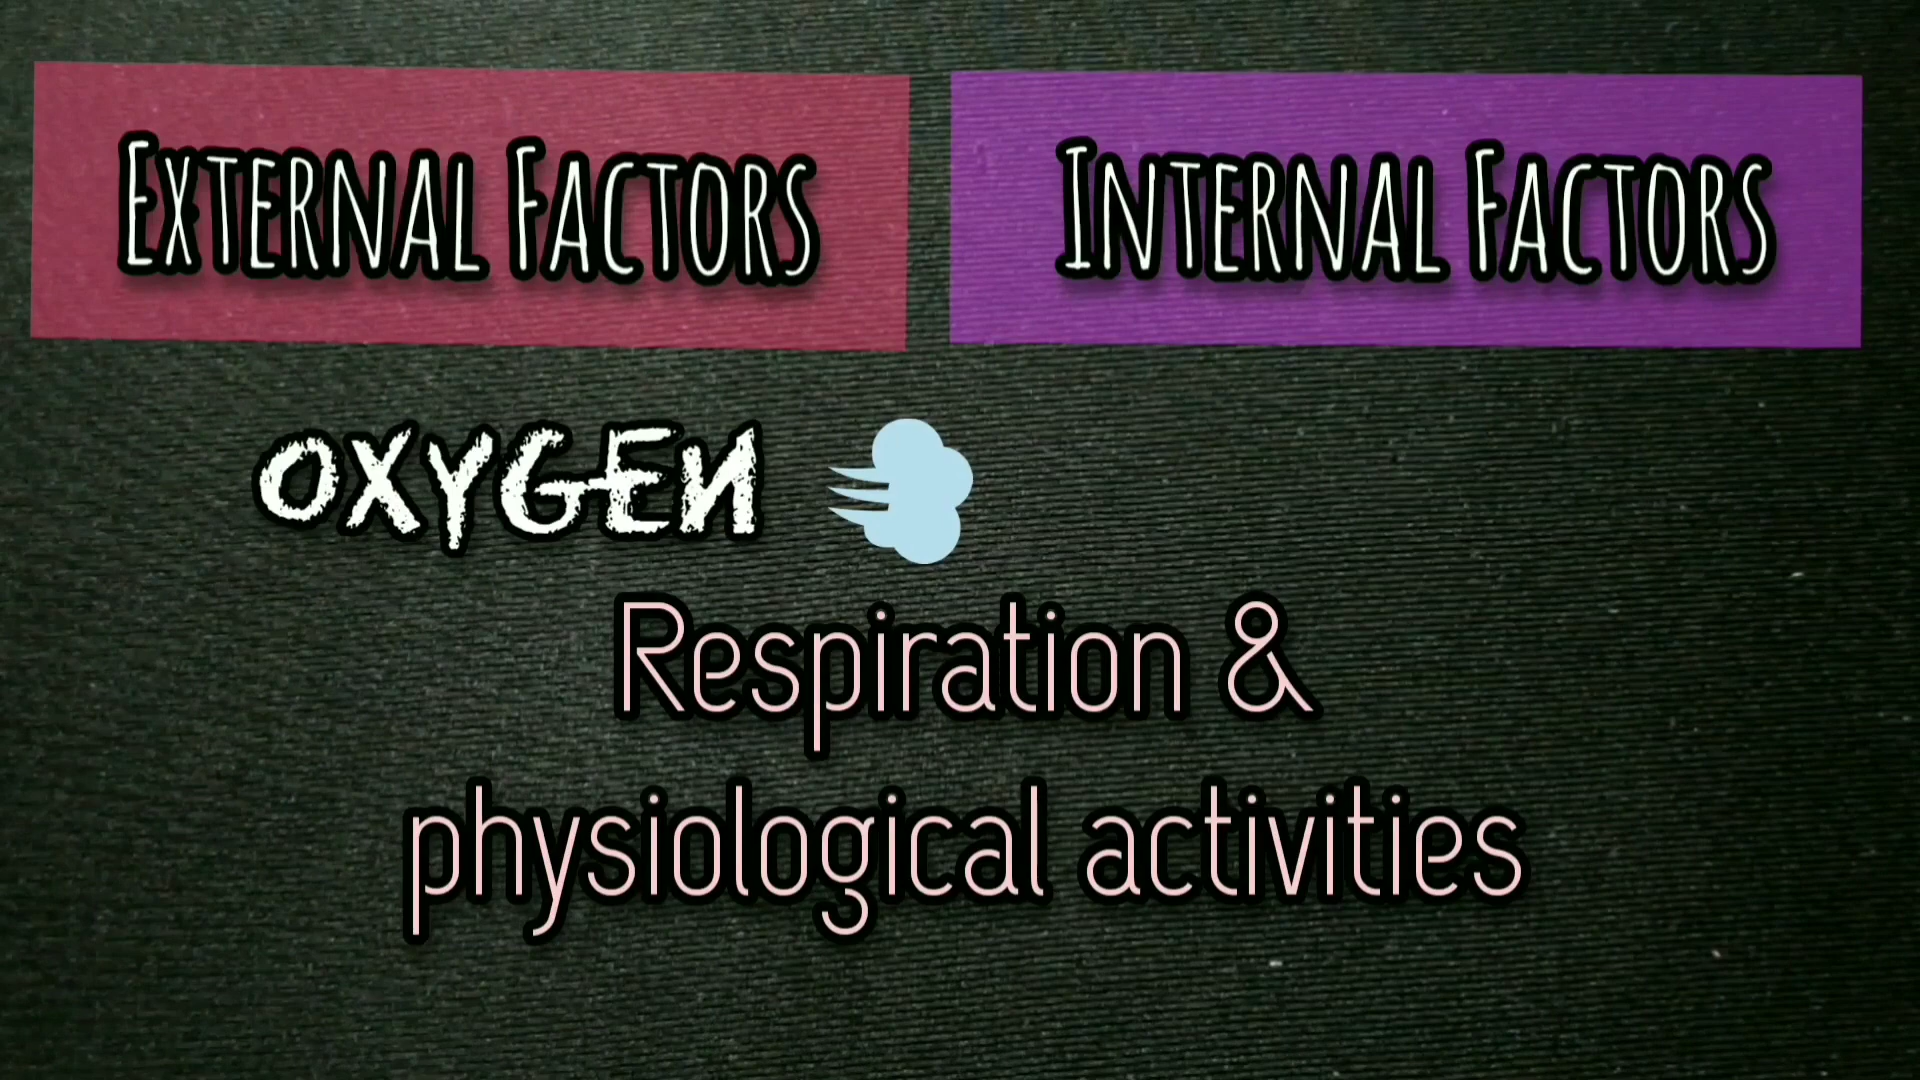 External Factors
Internal Factors
OXYGEN
Respiration &
physiological activities